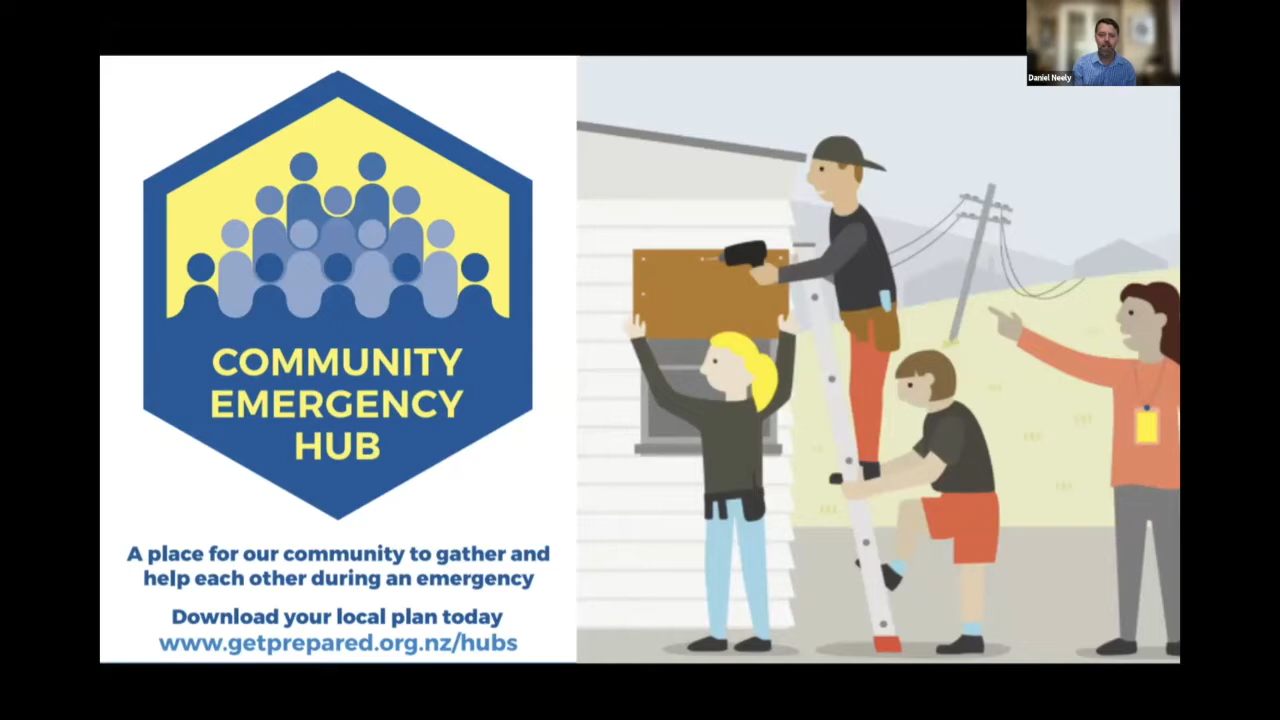 Daniel Neely
COMMUNITY
EMERGENCY
HUB
A place for our community to gather and
help each other during an emergency
Download your local plan today
www.getprepared.org.nz/hubs